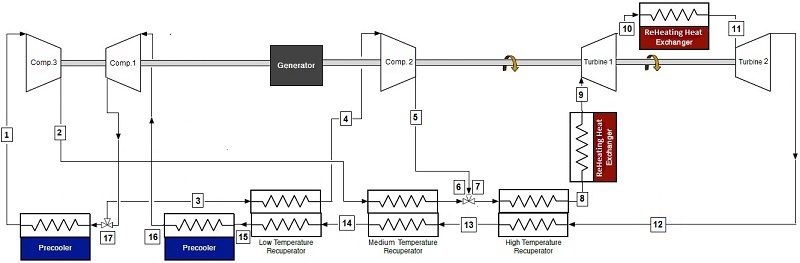 10
ReHeating Heat
Exchanger
11
Comp.3
Comp.1
Generator
Comp. 2
Turbine 1
Turbine 2
9
1
2
4
5
ReHeating Heat
Exchanger
3
6
7
8
17
16
15
14
13
12
Precooler
Precooler
Low Temperature
Recuperator
Medium Temperature
Recuperator
High Temperature
Recuperator